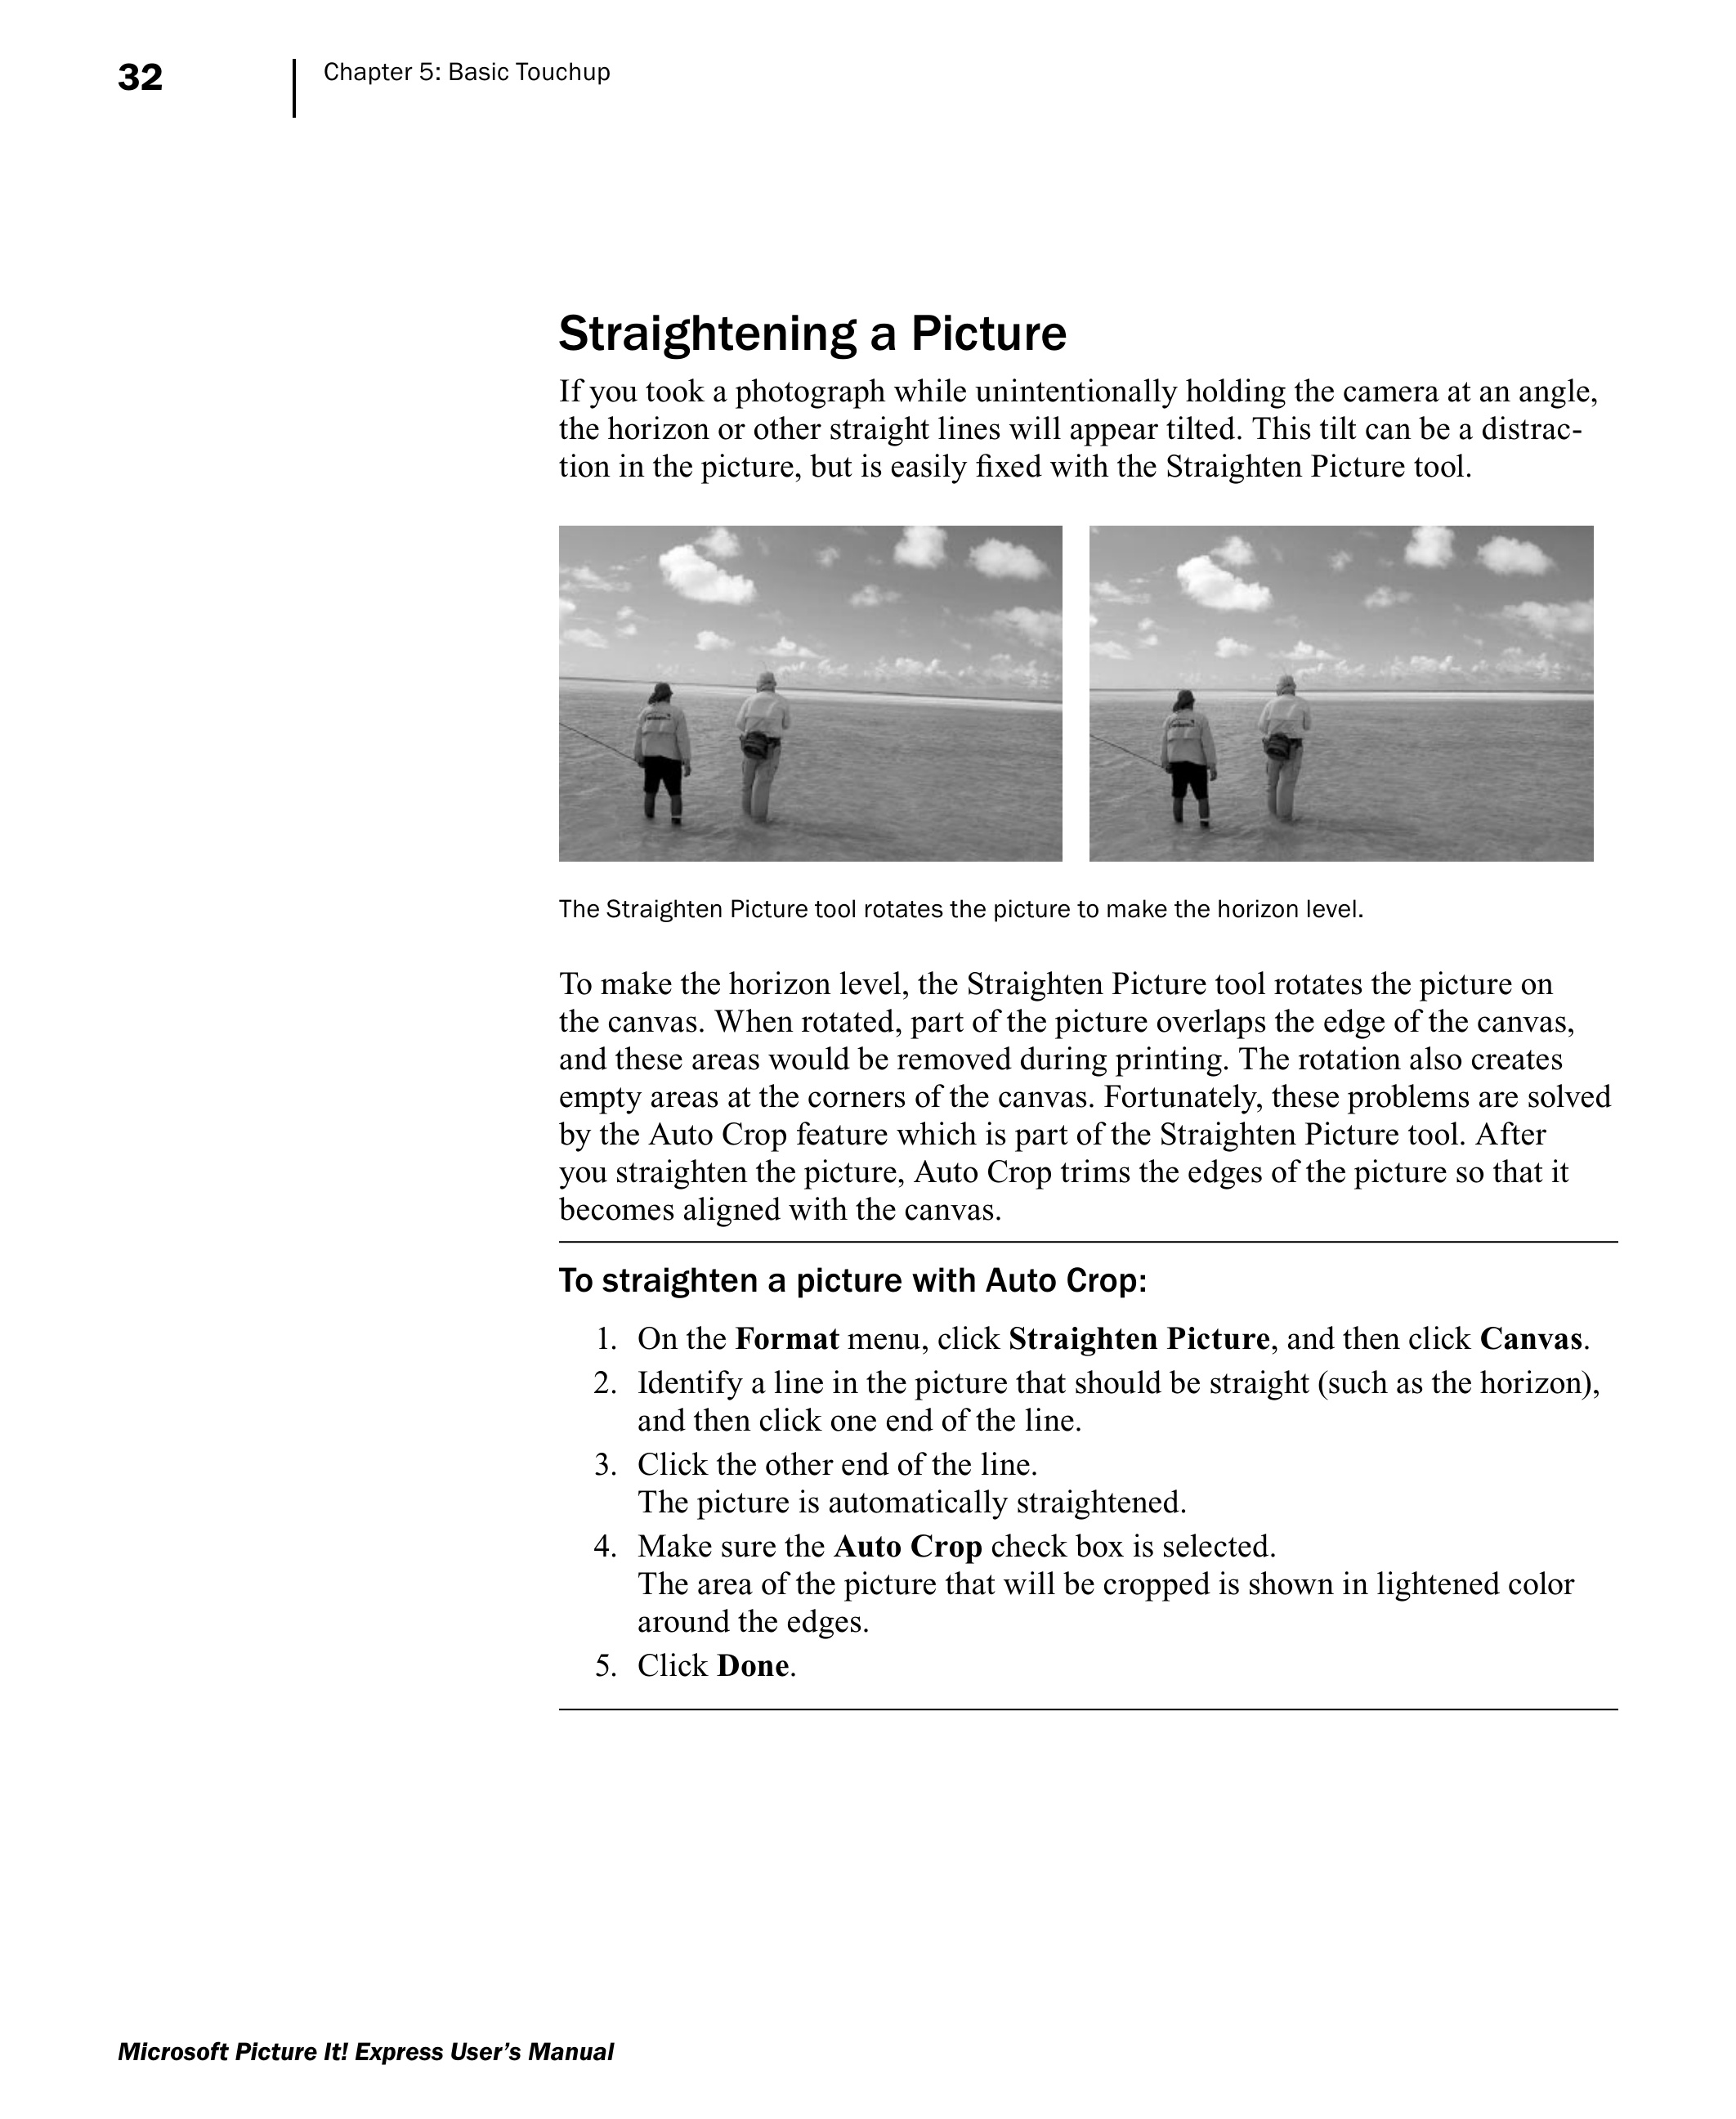 32
Chapter 5: Basic Touchup
Straightening a Picture
If you took a photograph while unintentionally holding the camera at an angle,
the horizon or other straight lines will appear tilted. This tilt can be a distrac-
tion in the picture, but is easily fixed with the Straighten Picture tool.
The Straighten Picture tool rotates the picture to make the horizon level.
To make the horizon level, the Straighten Picture tool rotates the picture on
the canvas. When rotated, part of the picture overlaps the edge of the canvas,
and these areas would be removed during printing. The rotation also creates
empty areas at the corners of the canvas. Fortunately, these problems are solved
by the Auto Crop feature which is part of the Straighten Picture tool. After
you straighten the picture, Auto Crop trims the edges of the picture so that it
becomes aligned with the canvas.
To straighten a picture with Auto Crop:
1. On the Format menu, click Straighten Picture, and then click Canvas.
2. Identify a line in the picture that should be straight (such as the horizon),
and then click one end of the line.
3. Click the other end of the line.
The picture is automatically straightened.
4. Make sure the Auto Crop check box is selected.
The area of the picture that will be cropped is shown in lightened color
around the edges.
5. Click Done.
Microsoft Picture It! Express User’s Manual